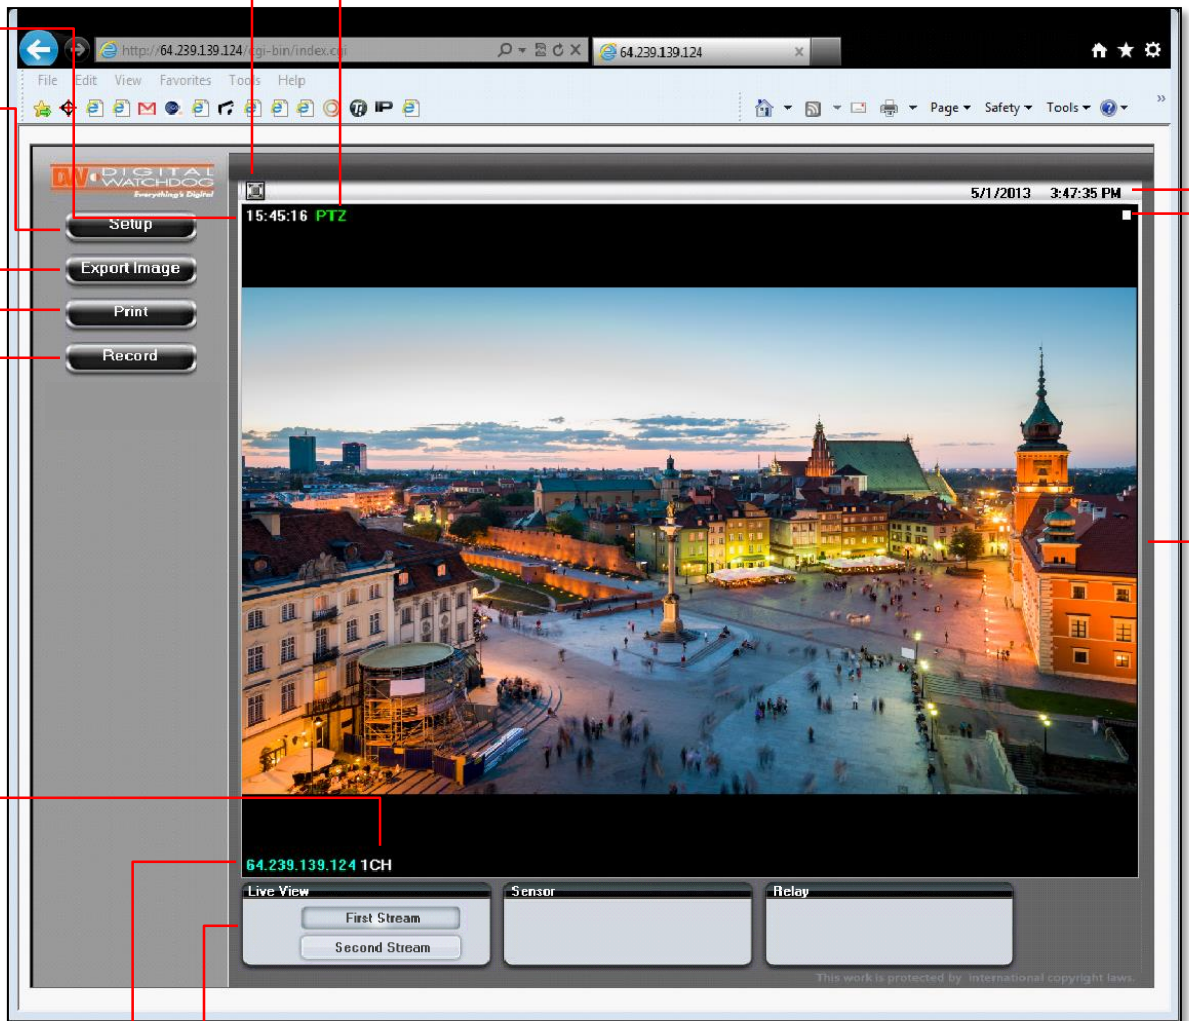 http://64.239.139.124/cgi-bin/index.cgi
64.239.139.124
File Edit View Favorites Tools Help
Page Safety Tools
DW DIGITAL
WATCHDOG
Everything's Digital
5/1/2013 3:47:35 PM
15:45:16 PTZ
Setup
Export Image
Print
Record
64.239.139.124 1CH
Live View
First Stream
Second Stream
Sensor
Relay
This work is protected by international copyright laws.